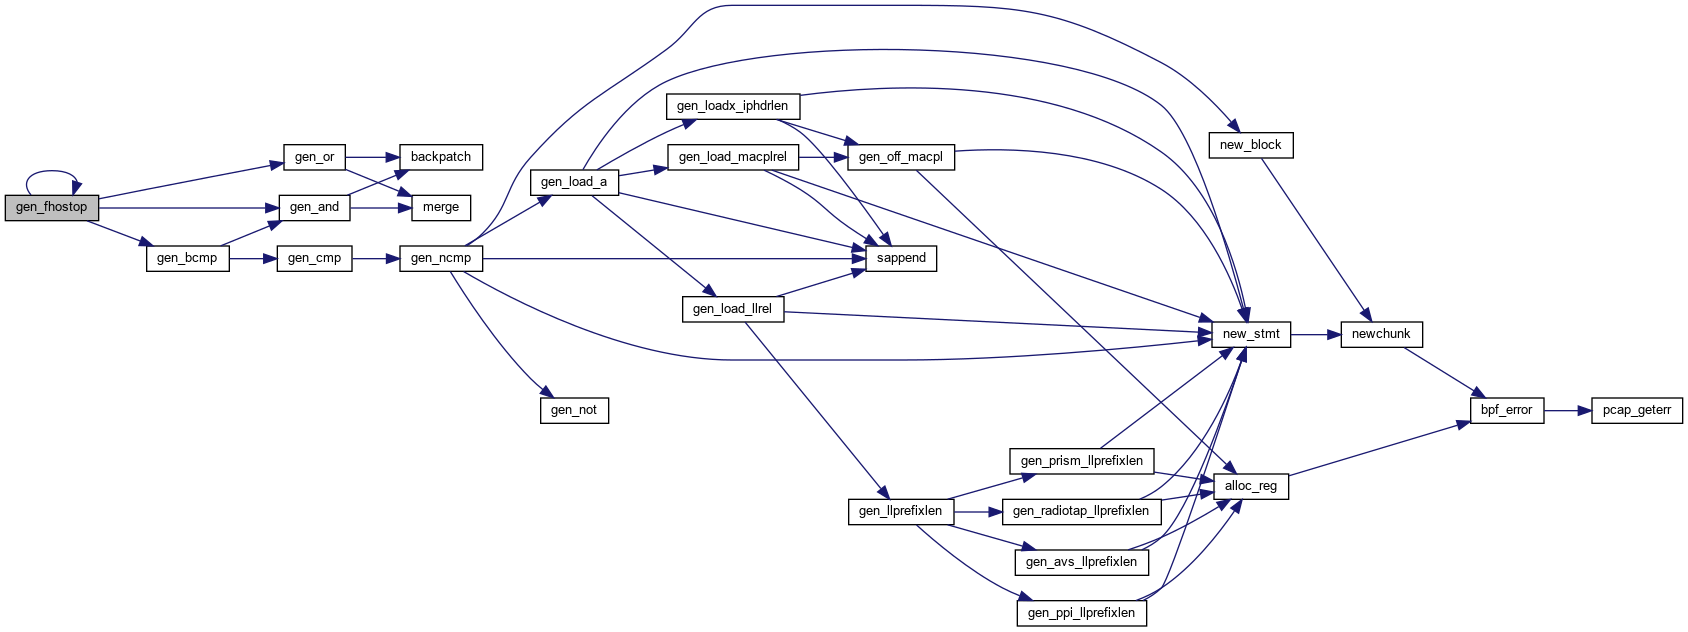 gen_fhostop
gen_or
gen_and
gen_bcmp
gen_cmp
backpatch
merge
gen_ncmp
gen_load_a
gen_not
gen_loadx_iphdrlen
gen_load_macplrel
gen_load_llrel
gen_off_macpl
sappend
gen_llprefixlen
gen_prism_llprefixlen
gen_radiotap_llprefixlen
gen_avs_llprefixlen
gen_ppi_llprefixlen
new_block
new_stmt
alloc_reg
newchunk
bpf_error
pcap_geterr